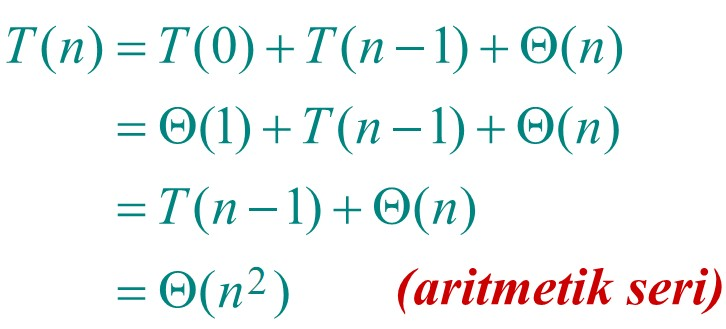 T(n) = T(0) + T(n − 1) + Θ(n)
= Θ(1) + T(n − 1) + Θ(n)
= T(n − 1) + Θ(n)
= Θ(n²) (aritmetik seri)